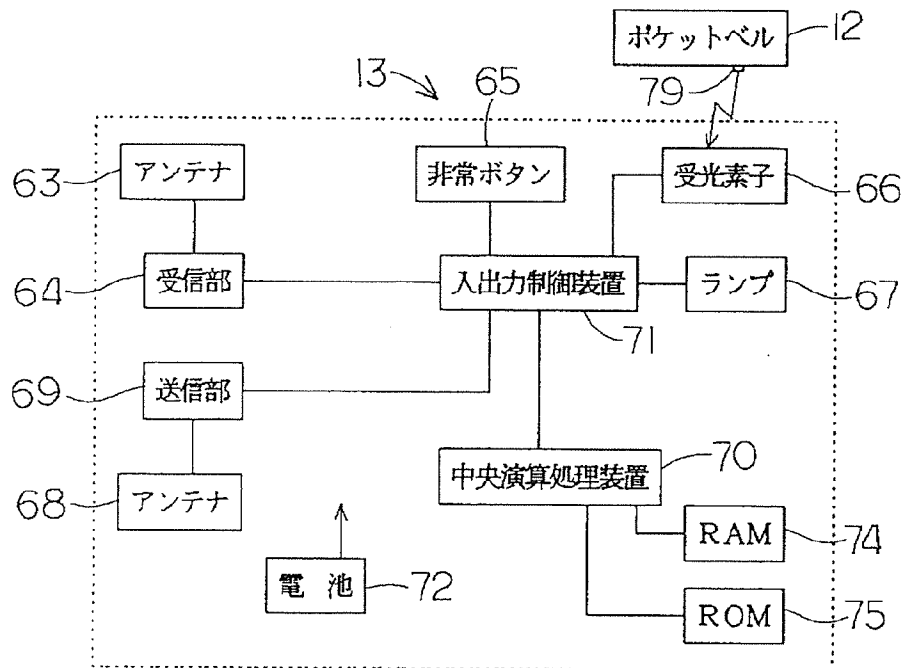 ポケットベル
12
79
13
65
63
アンテナ
非常ボタン
受光素子
66
64
受信部
入出力制御装置
ランプ
67
71
69
送信部
中央演算処理装置
70
68
アンテナ
RAM
74
電 池
72
ROM
75